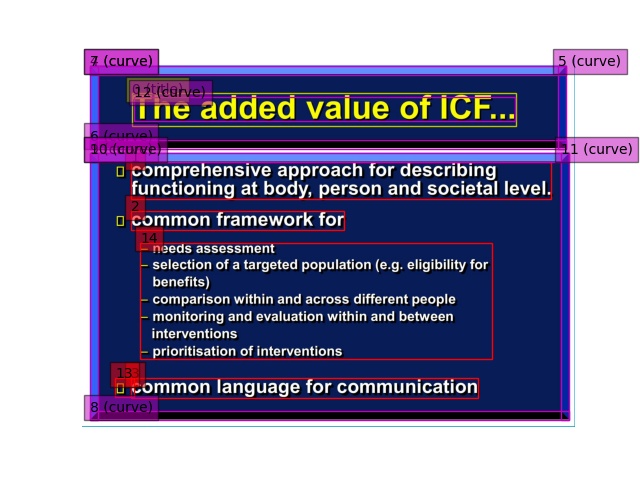 7 (curve)
5 (curve)
12 (curve)
The added value of ICF...
6 (curve)
10 (curve)
11 (curve)
comprehensive approach for describing
functioning at body, person and societal level.
2
common framework for
14
– needs assessment
– selection of a targeted population (e.g. eligibility for
benefits)
– comparison within and across different people
– monitoring and evaluation within and between
interventions
– prioritisation of interventions
13
common language for communication
8 (curve)